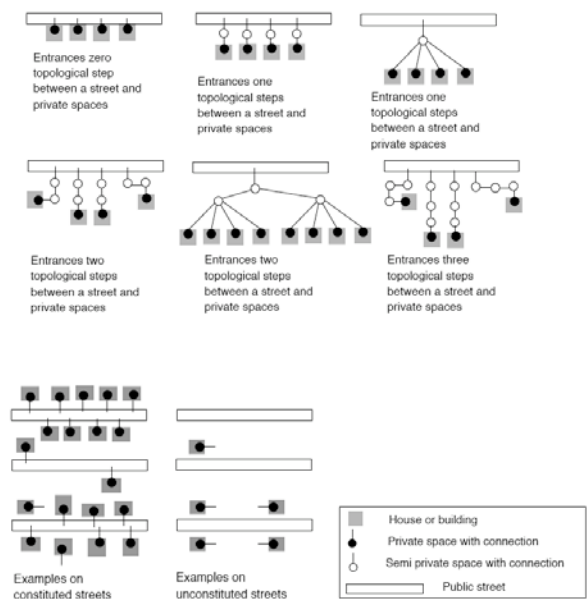 Entrances zero
topological step
between a street and
private spaces
Entrances one
topological steps
between a street and
private spaces
Entrances one
topological steps
between a street and
private spaces
Entrances two
topological steps
between a street and
private spaces
Entrances two
topological steps
between a street and
private spaces
Entrances three
topological steps
between a street and
private spaces
Examples on
constituted streets
Examples on
unconstituted streets
House or building
Private space with connection
Semi private space with connection
Public street